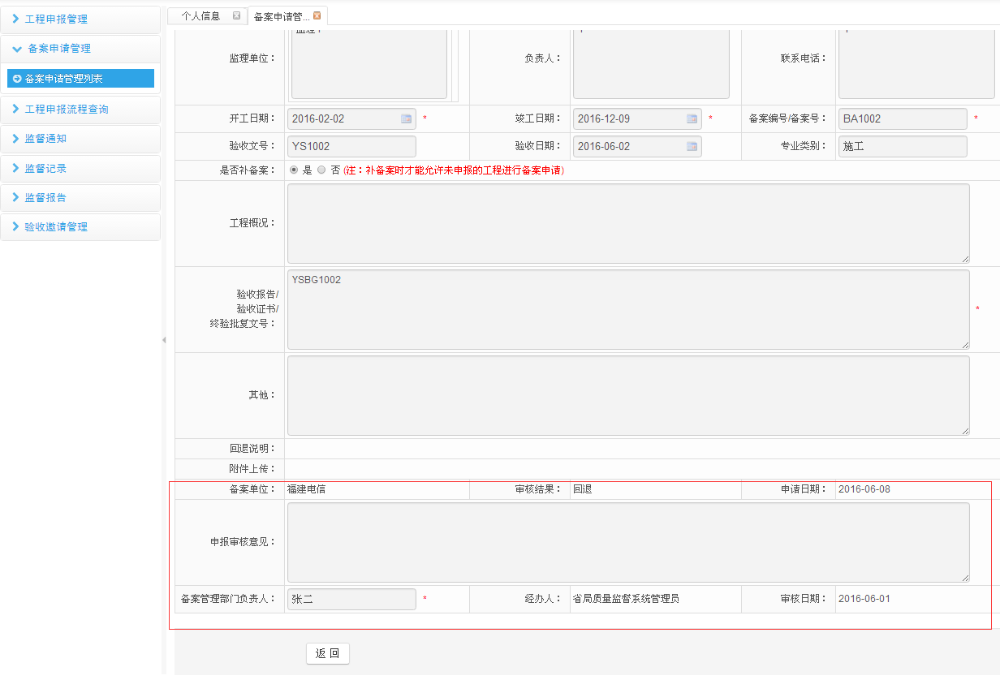 工程申报管理
备案申请管理
备案申请管理列表
工程申报流程查询
监督通知
监督记录
监督报告
验收邀请管理
个人信息 备案申请管...
监理单位： 负责人： 联系电话：
开工日期： 2016-02-02 * 竣工日期： 2016-12-09 * 备案编号/备案号： BA1002 *
验收文号： YS1002 验收日期： 2016-06-02 专业类别： 施工
是否补备案： 是 否 (注：补备案时才能允许未申报的工程进行备案申请)
工程概况：
YSBG1002
验收报告/
验收证书/
终验批复文号： *
其他：
回退说明：
附件上传：
备案单位： 福建电信 审核结果： 回退 申请日期： 2016-06-08
申报审核意见：
备案管理部门负责人： 张二 * 经办人： 省局质量监督系统管理员 审核日期： 2016-06-01
返 回